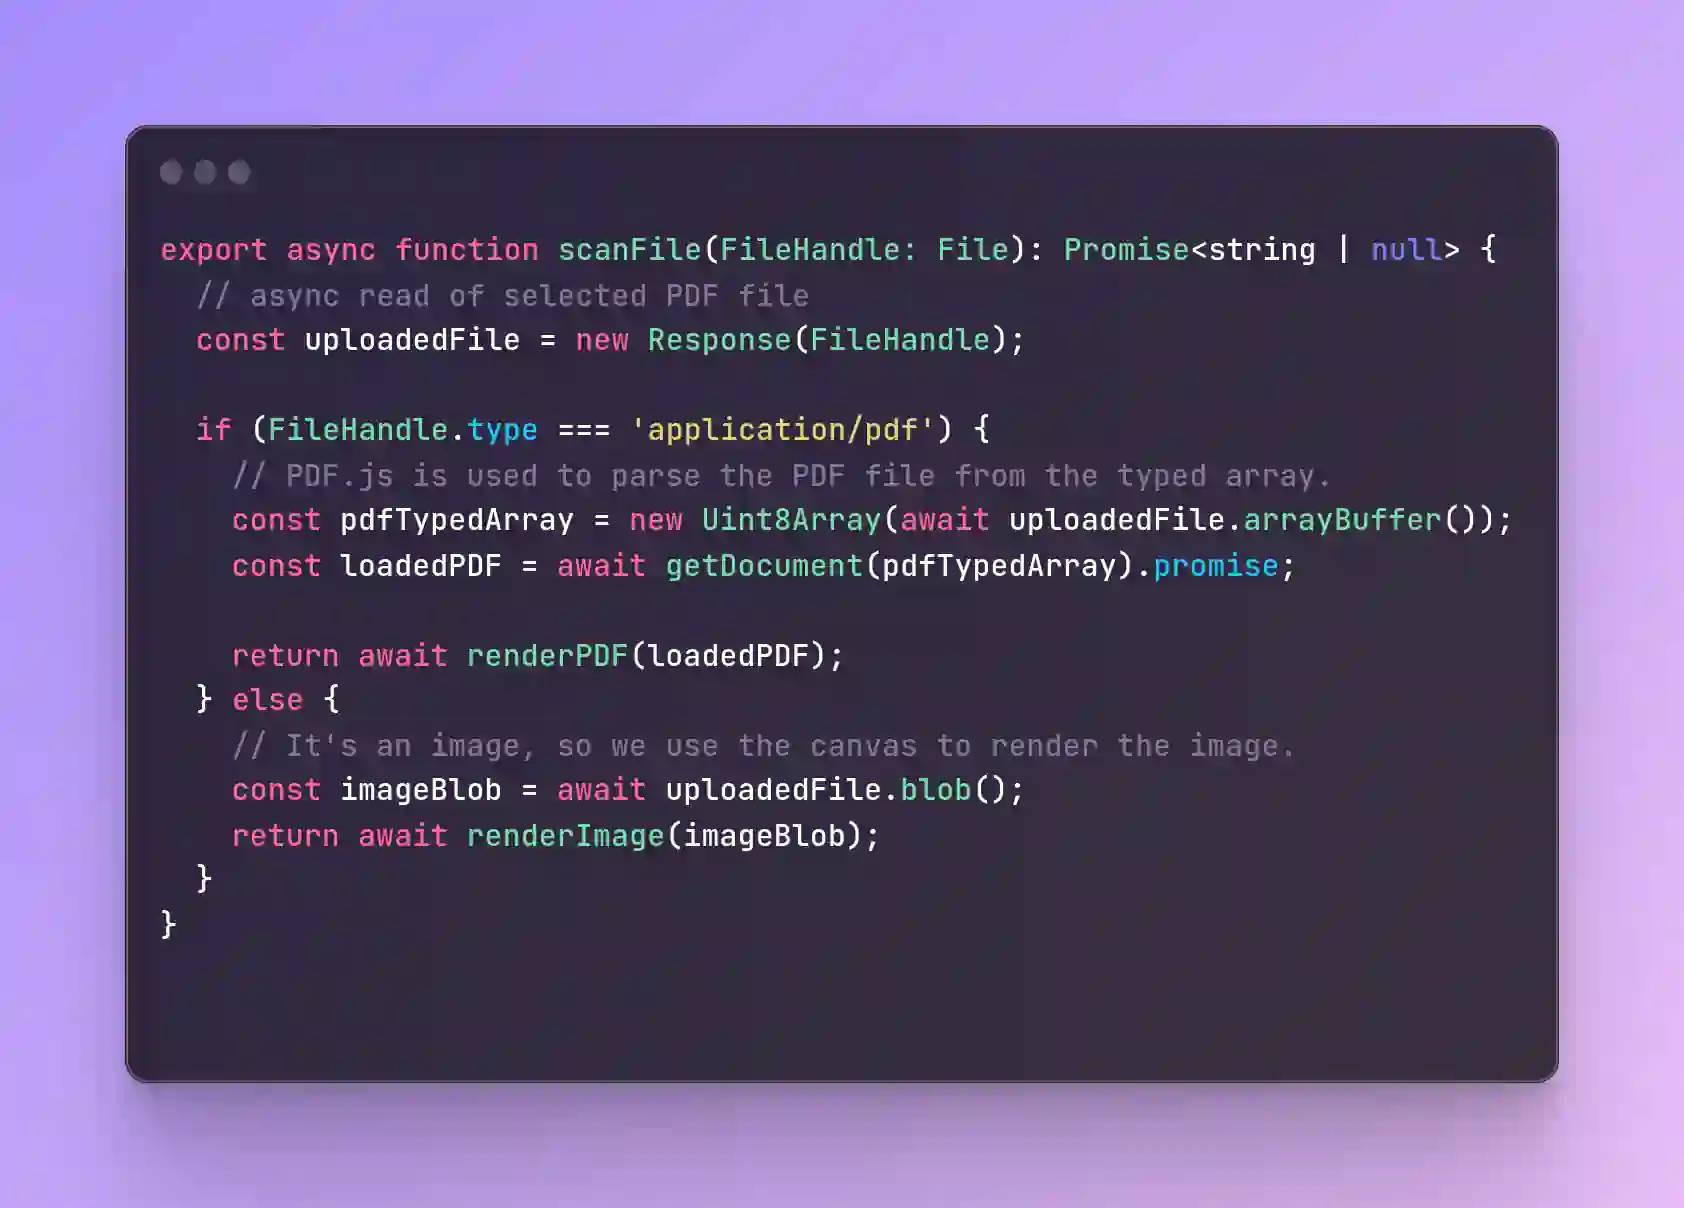 export async function scanFile(FileHandle: File): Promise<string | null> {
  // async read of selected PDF file
  const uploadedFile = new Response(FileHandle);

  if (FileHandle.type === 'application/pdf') {
    // PDF.js is used to parse the PDF file from the typed array.
    const pdfTypedArray = new Uint8Array(await uploadedFile.arrayBuffer());
    const loadedPDF = await getDocument(pdfTypedArray).promise;

    return await renderPDF(loadedPDF);
  } else {
    // It's an image, so we use the canvas to render the image.
    const imageBlob = await uploadedFile.blob();
    return await renderImage(imageBlob);
  }
}